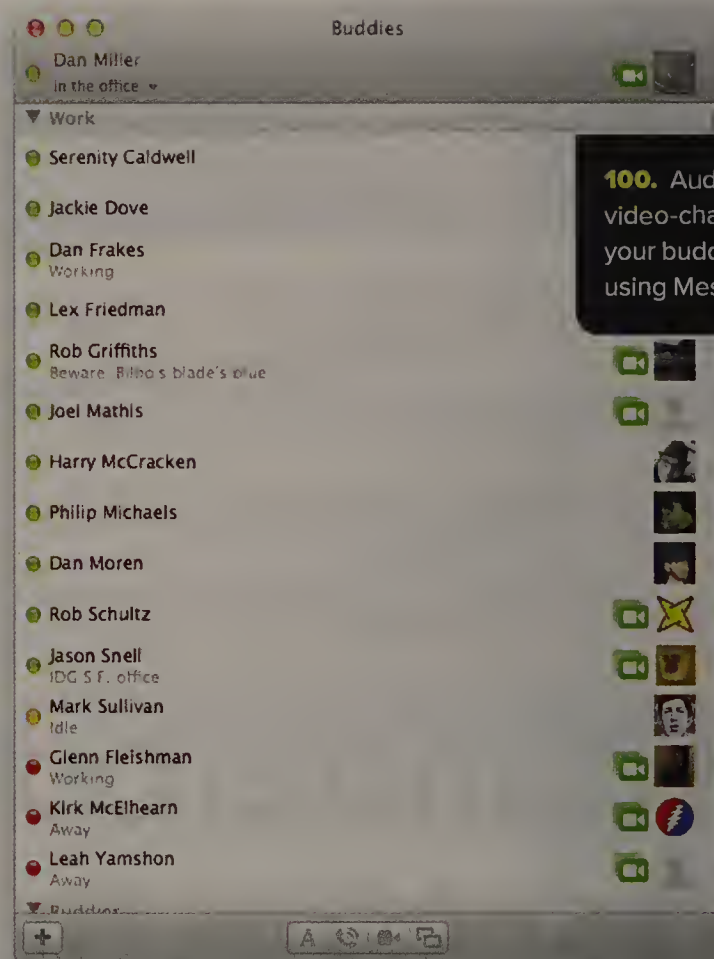 Buddies
Dan Miller
in the office
Work
Serenity Caldwell
Jackie Dove
Dan Frakes
Working
Lex Friedman
Rob Griffiths
Beware. Bilbo's blade's blue
Joel Mathis
Harry McCracken
Philip Michaels
Dan Moren
Rob Schultz
Jason Snell
IDG S.F. office
Mark Sullivan
Idle
Glenn Fleishman
Working
Kirk McElhearn
Away
Leah Yamshon
Away
Buddies
A
100. Aud
video-cha
your budd
using Mes